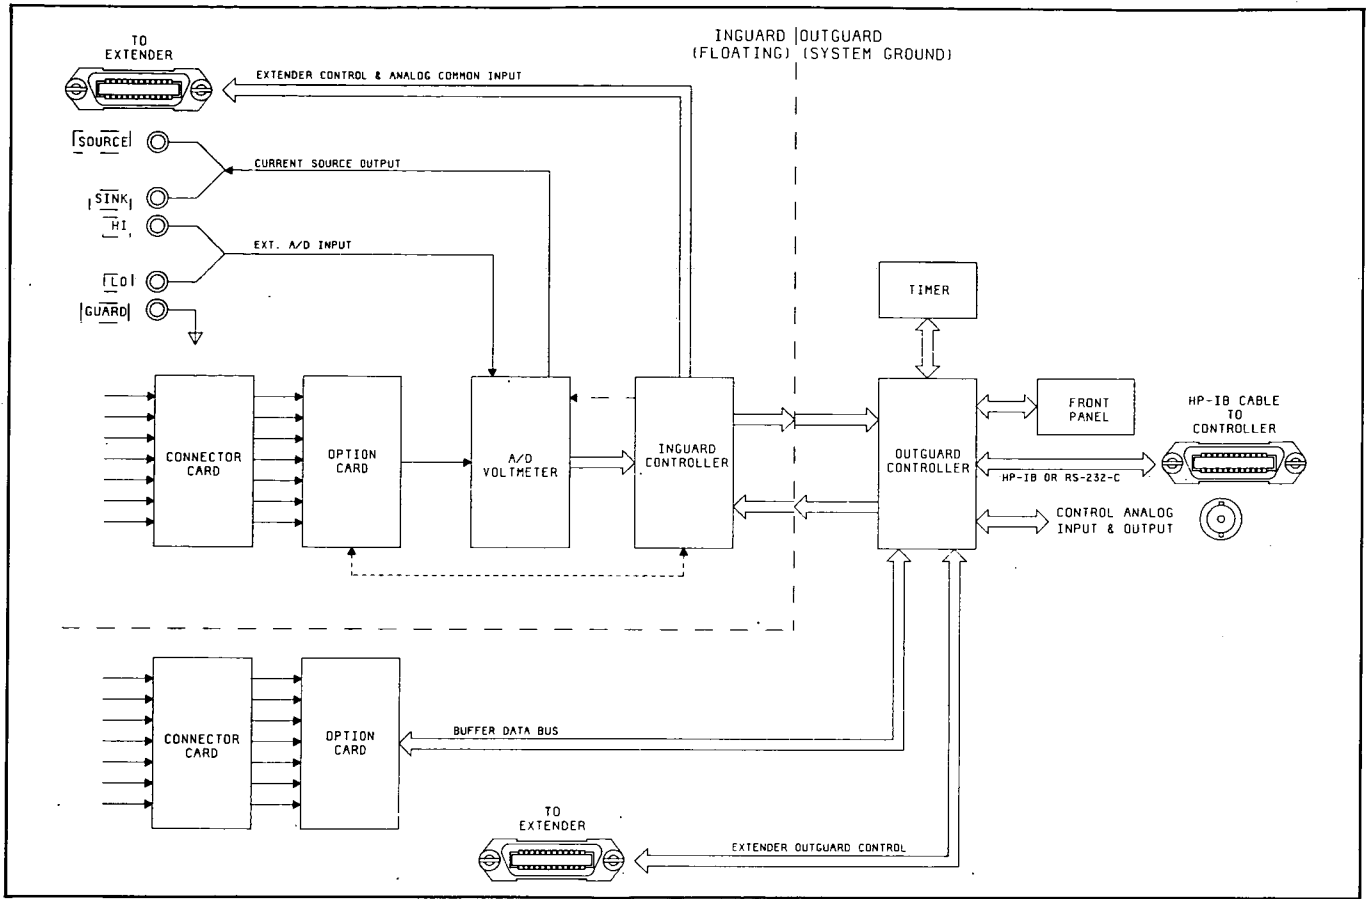 INGUARD OUTGUARD
(FLOATING) (SYSTEM GROUND)
TO
EXTENDER
EXTENDER CONTROL & ANALOG COMMON INPUT
SOURCE
CURRENT SOURCE OUTPUT
SINK
HI
EXT. A/D INPUT
LO
GUARD
TIMER
CONNECTOR
CARD
OPTION
CARD
A/D
VOLTMETER
INGUARD
CONTROLLER
OUTGUARD
CONTROLLER
FRONT
PANEL
HP-IB CABLE
TO
CONTROLLER
HP-IB OR RS-232-C
CONTROL ANALOG
INPUT & OUTPUT
CONNECTOR
CARD
OPTION
CARD
BUFFER DATA BUS
TO
EXTENDER
EXTENDER OUTGUARD CONTROL